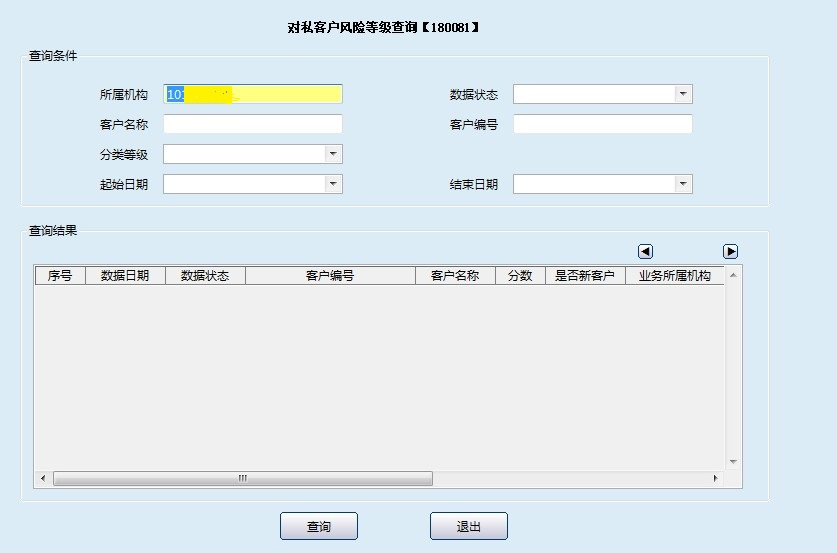 对私客户风险等级查询【180081】
查询条件
所属机构 10 数据状态
客户名称 客户编号
分类等级
起始日期 结束日期
查询结果
序号 数据日期 数据状态 客户编号 客户名称 分数 是否新客户 业务所属机构
查询 退出